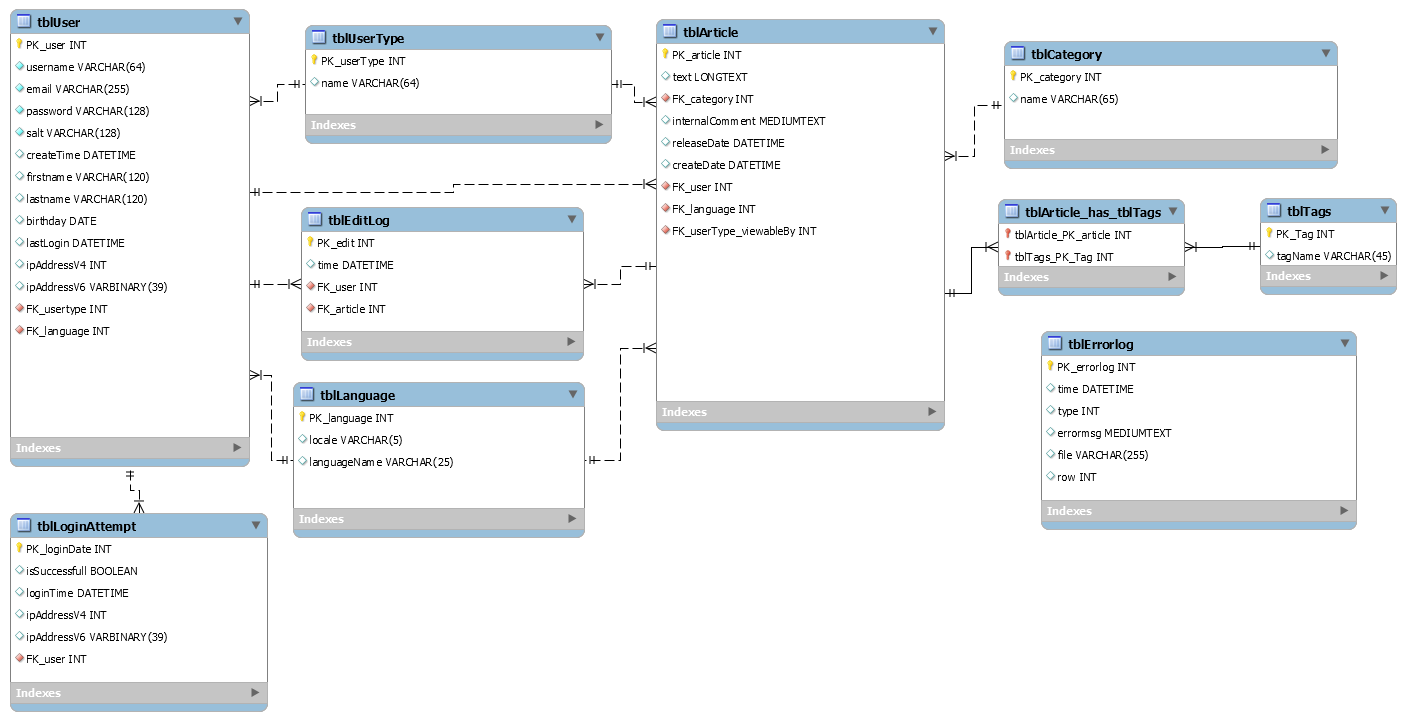 tblUser
PK_user INT
username VARCHAR(64)
email VARCHAR(255)
password VARCHAR(128)
salt VARCHAR(128)
createTime DATETIME
firstname VARCHAR(120)
lastname VARCHAR(120)
birthday DATE
lastLogin DATETIME
ipAddressV4 INT
ipAddressV6 VARBINARY(39)
FK_usertype INT
FK_language INT
Indexes
tblUserType
PK_userType INT
name VARCHAR(64)
Indexes
tblEditLog
PK_edit INT
time DATETIME
FK_user INT
FK_article INT
Indexes
tblLanguage
PK_language INT
locale VARCHAR(5)
languageName VARCHAR(25)
Indexes
tblLoginAttempt
PK_loginDate INT
isSuccessfull BOOLEAN
loginTime DATETIME
ipAddressV4 INT
ipAddressV6 VARBINARY(39)
FK_user INT
Indexes
tblArticle
PK_article INT
text LONGTEXT
FK_category INT
internalComment MEDIUMTEXT
releaseDate DATETIME
createDate DATETIME
FK_user INT
FK_language INT
FK_userType_viewableBy INT
Indexes
tblCategory
PK_category INT
name VARCHAR(65)
Indexes
tblArticle_has_tblTags
tblArticle_PK_article INT
tblTags_PK_Tag INT
Indexes
tblTags
PK_Tag INT
tagName VARCHAR(45)
Indexes
tblErrorlog
PK_errorlog INT
time DATETIME
type INT
errormsg MEDIUMTEXT
file VARCHAR(255)
row INT
Indexes